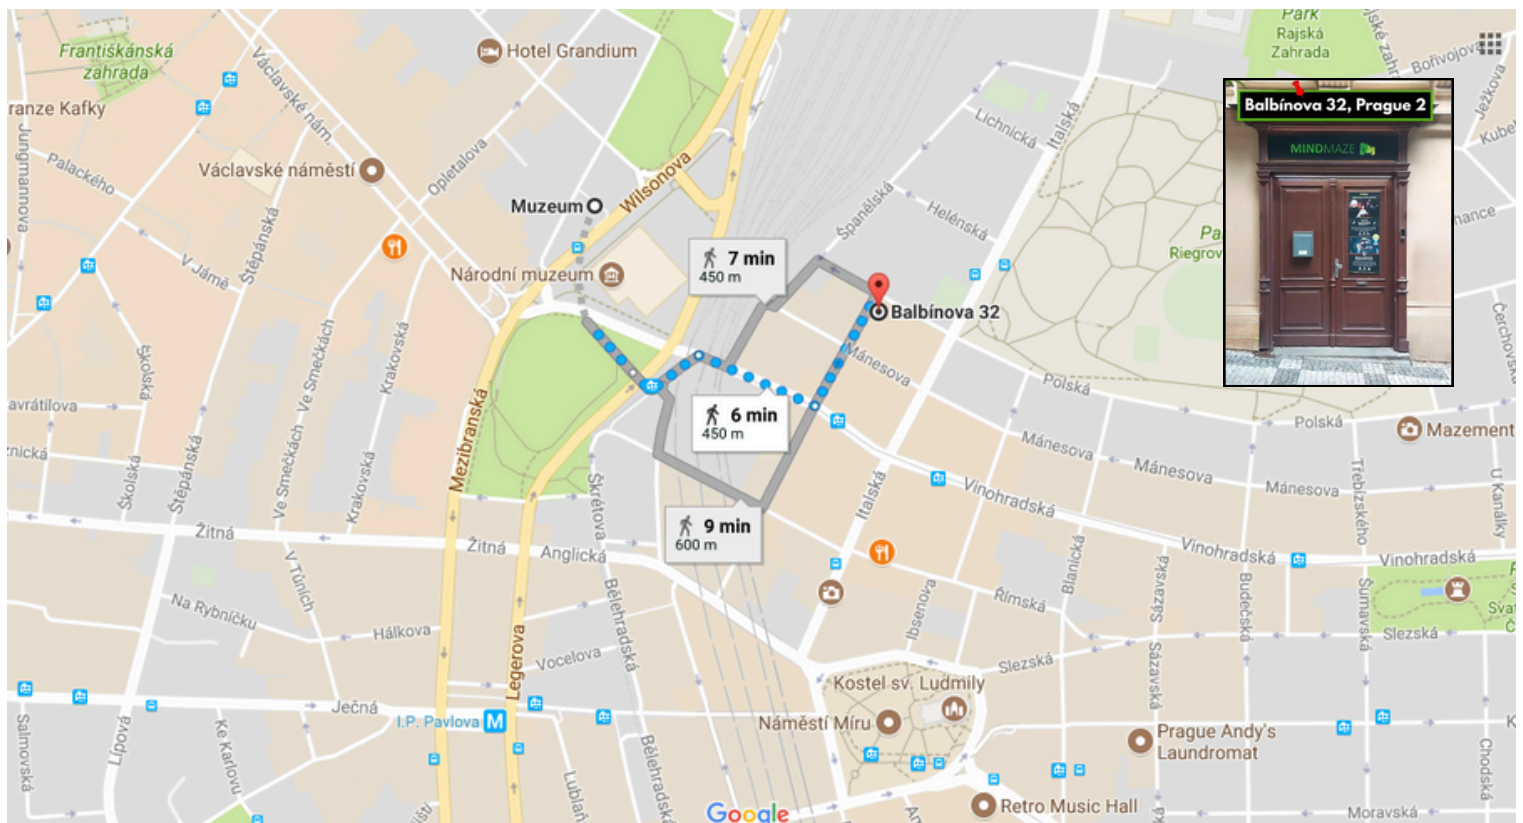 Františkánská
zahrada
ranze Kafky
Jungmannova
Palackého
Václavské nám.
Václavské náměstí
Hotel Grandium
Opletalova
Štěpánská
V Jámě
Muzeum
Wilsonova
Národní muzeum
7 min
450 m
Španělská
Helénská
Lichnická
Italská
Park
Rajská
Zahrada
Bořivojova
Ježkova
Balbínova 32, Prague 2
MINDMAZE
Riegrov
Balbínova 32
Mánesova
6 min
450 m
9 min
600 m
Školská
Ve Smečkách
Ve Smečkách
Krakovská
Krakovská
Mezibranská
avrátilova
Školská
Štěpánská
Žitná
Žitná
Anglická
Škrétova
Italská
Polská
Polská
Mánesova
Mánesova
Mánesova
Mazement
Čerchovská
U Kanálky
Třebízského
Vinohradská
Vinohradská
Vinohradská
V Tůních
Na Rybníčku
Hálkova
Bělehradská
Vocelova
Legerova
Ibsenova
Římská
Blanická
Sázavská
Sázavská
Budečská
Šumavská
Slezská
Slezská
Kostel sv. Ludmily
Náměstí Míru
Ječná
I.P. Pavlova M
Salmovská
Lípová
Ke Karlovu
Bělehradská
Prague Andy's
Laundromat
Retro Music Hall
Chodská
Moravská
Google